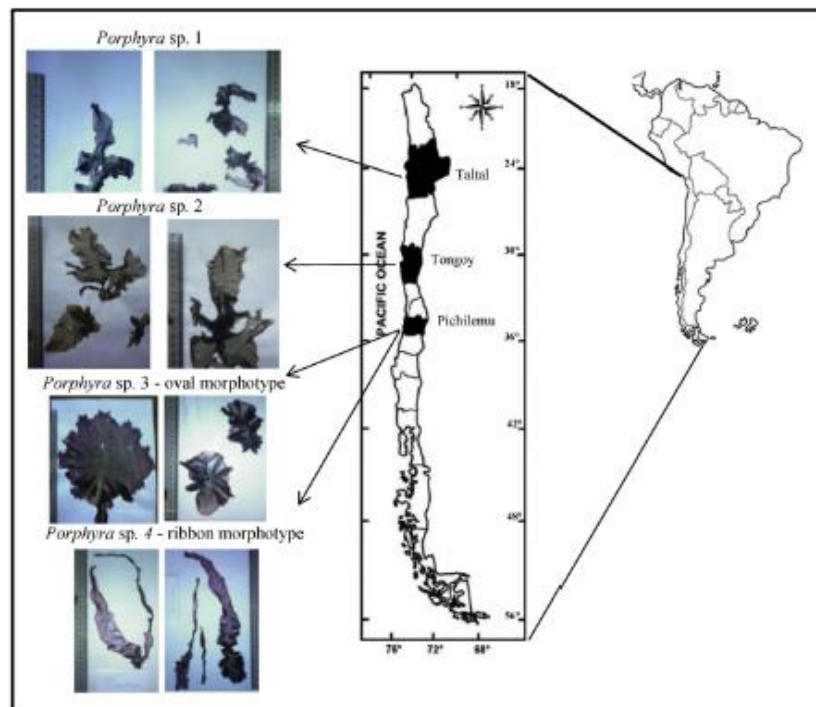 Porphyra sp. 1
Porphyra sp. 2
Porphyra sp. 3 - oval morphotype
Porphyra sp. 4 - ribbon morphotype
PACIFIC OCEAN
18°
24°
30°
36°
42°
48°
56°
Taltal
Tongoy
Pichilemu
76°
72°
68°